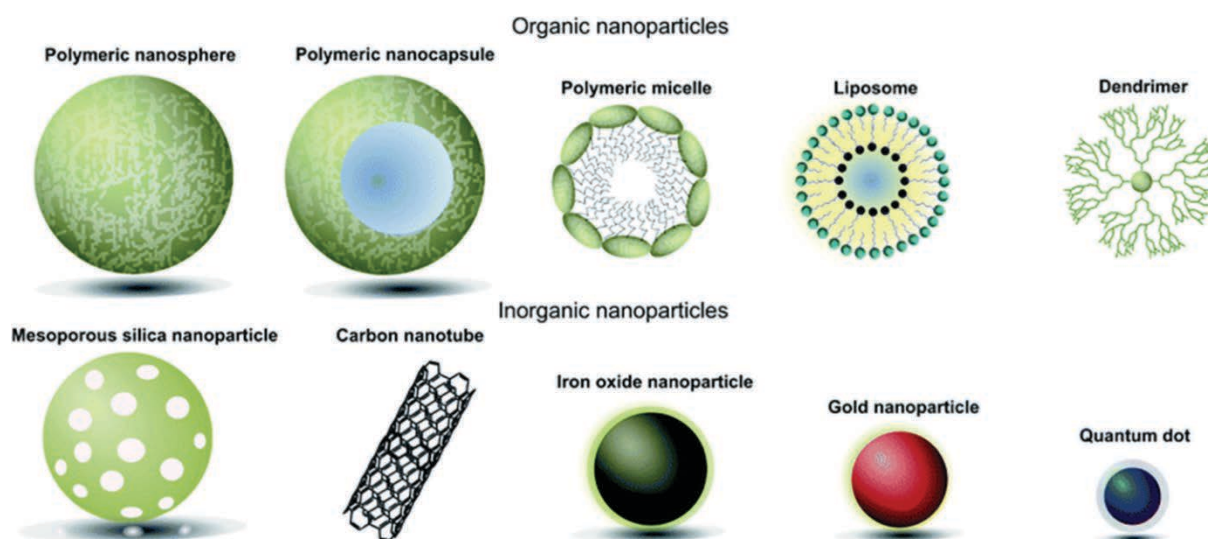 Organic nanoparticles
Polymeric nanosphere
Polymeric nanocapsule
Polymeric micelle
Liposome
Dendrimer
Inorganic nanoparticles
Mesoporous silica nanoparticle
Carbon nanotube
Iron oxide nanoparticle
Gold nanoparticle
Quantum dot